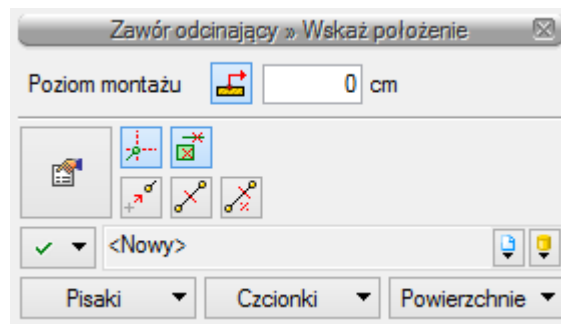 Zawór odcinający » Wskaż położenie
Poziom montażu 0 cm
<Nowy>
Pisaki Czcionki Powierzchnie